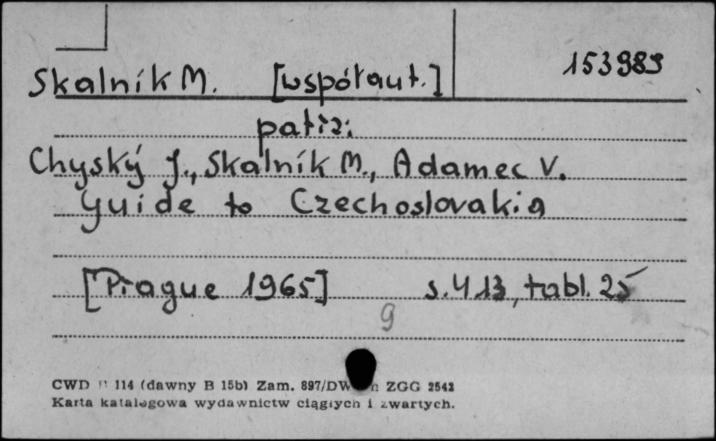 Skalník M. [współaut.] 153989
patrz:
Chyský J., Skalník M., Adamec V.
Guide to Czechoslovakia
[Prague 1965] s. 413, tabl. 25
9
CWD 114 (dawny B 15b) Zam. 897/DW ZGG 2542
Karta katalogowa wydawnictw ciągłych i zwartych.